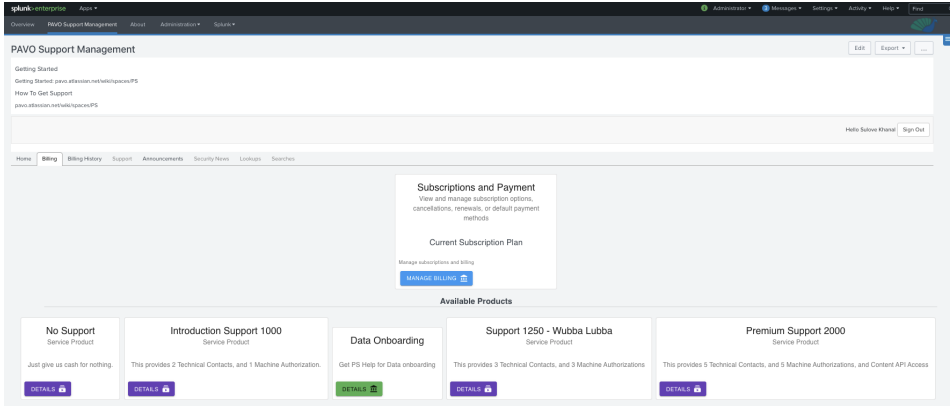 splunk>enterprise Apps ▾ Administrator ▾ 2 Messages ▾ Settings ▾ Activity ▾ Help ▾ Find
Overview PAVO Support Management About Administration ▾ Splunk ▾
PAVO Support Management Edit Export ▾ ...
Getting Started
Getting Started: pavo.atlassian.net/wiki/spaces/PS
How To Get Support
pavo.atlassian.net/wiki/spaces/PS
Hello Sulove Khanal Sign Out
Home Billing Billing History Support Announcements Security News Lookups Searches
Subscriptions and Payment
View and manage subscription options,
cancellations, renewals, or default payment
methods
Current Subscription Plan
Manage subscriptions and billing
MANAGE BILLING
Available Products
No Support
Service Product
Just give us cash for nothing.
DETAILS
Introduction Support 1000
Service Product
This provides 2 Technical Contacts, and 1 Machine Authorization.
DETAILS
Data Onboarding
Get PS Help for Data onboarding
DETAILS
Support 1250 - Wubba Lubba
Service Product
This provides 3 Technical Contacts, and 3 Machine Authorizations
DETAILS
Premium Support 2000
Service Product
This provides 5 Technical Contacts, and 5 Machine Authorizations, and Content API Access
DETAILS